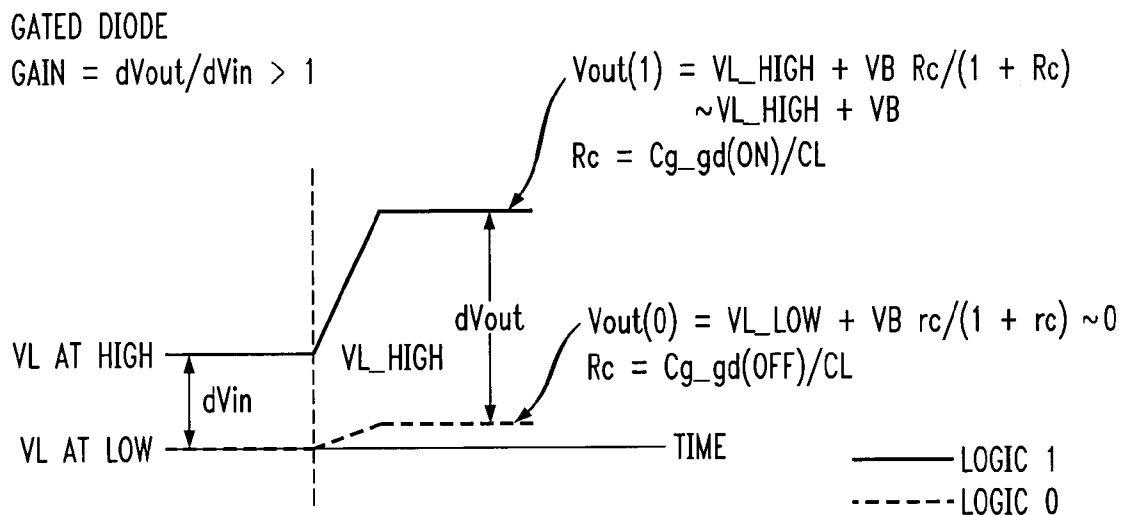 GATED DIODE
GAIN = dVout/dVin > 1
Vout(1) = VL_HIGH + VB Rc/(1 + Rc)
~VL_HIGH + VB
Rc = Cg_gd(ON)/CL
dVout
Vout(0) = VL_LOW + VB rc/(1 + rc) ~0
Rc = Cg_gd(OFF)/CL
VL AT HIGH
VL_HIGH
dVin
VL AT LOW
TIME
LOGIC 1
LOGIC 0